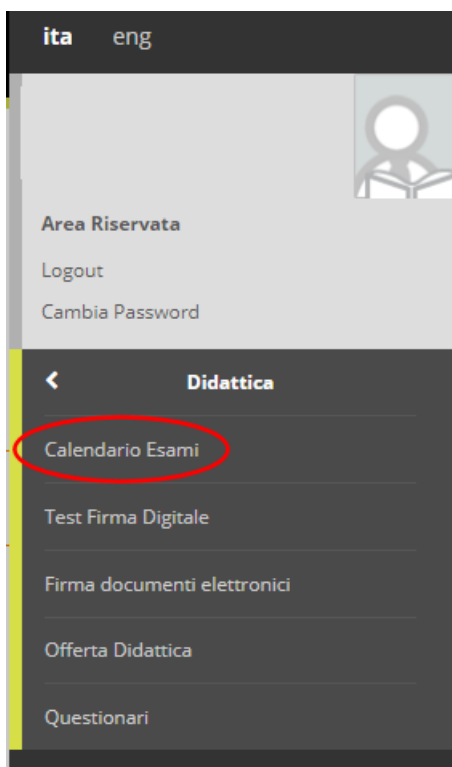 ita eng
Area Riservata
Logout
Cambia Password
Didattica
Calendario Esami
Test Firma Digitale
Firma documenti elettronici
Offerta Didattica
Questionari